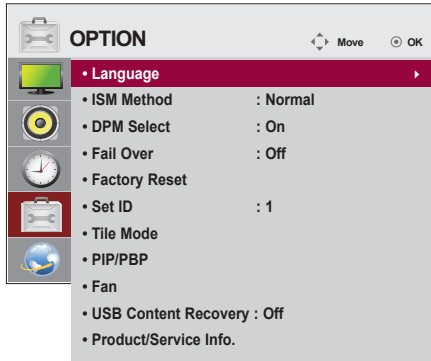 OPTION Move OK
• Language
• ISM Method : Normal
• DPM Select : On
• Fail Over : Off
• Factory Reset
• Set ID : 1
• Tile Mode
• PIP/PBP
• Fan
• USB Content Recovery : Off
• Product/Service Info.